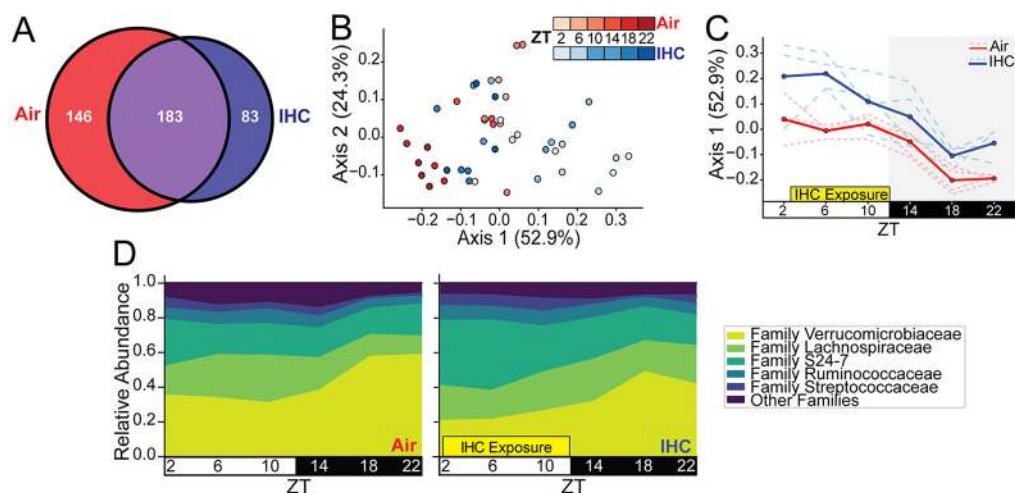 A
Air
146
183
83
IHC
B
ZT
2 6 10 14 18 22
Air
IHC
Axis 2 (24.3%)
0.2
0.1
0.0
−0.1
−0.2 −0.1 −0.0 0.1 0.2 0.3
Axis 1 (52.9%)
C
Air
IHC
Axis 1 (52.9%)
0.3
0.2
0.1
0.0
−0.1
−0.2
IHC Exposure
2 6 10 14 18 22
ZT
D
Relative Abundance
1.0
0.8
0.6
0.4
0.2
0.0
Air
2 6 10 14 18 22
ZT
IHC Exposure
IHC
2 6 10 14 18 22
ZT
Family Verrucomicrobiaceae
Family Lachnospiraceae
Family S24-7
Family Ruminococcaceae
Family Streptococcaceae
Other Families